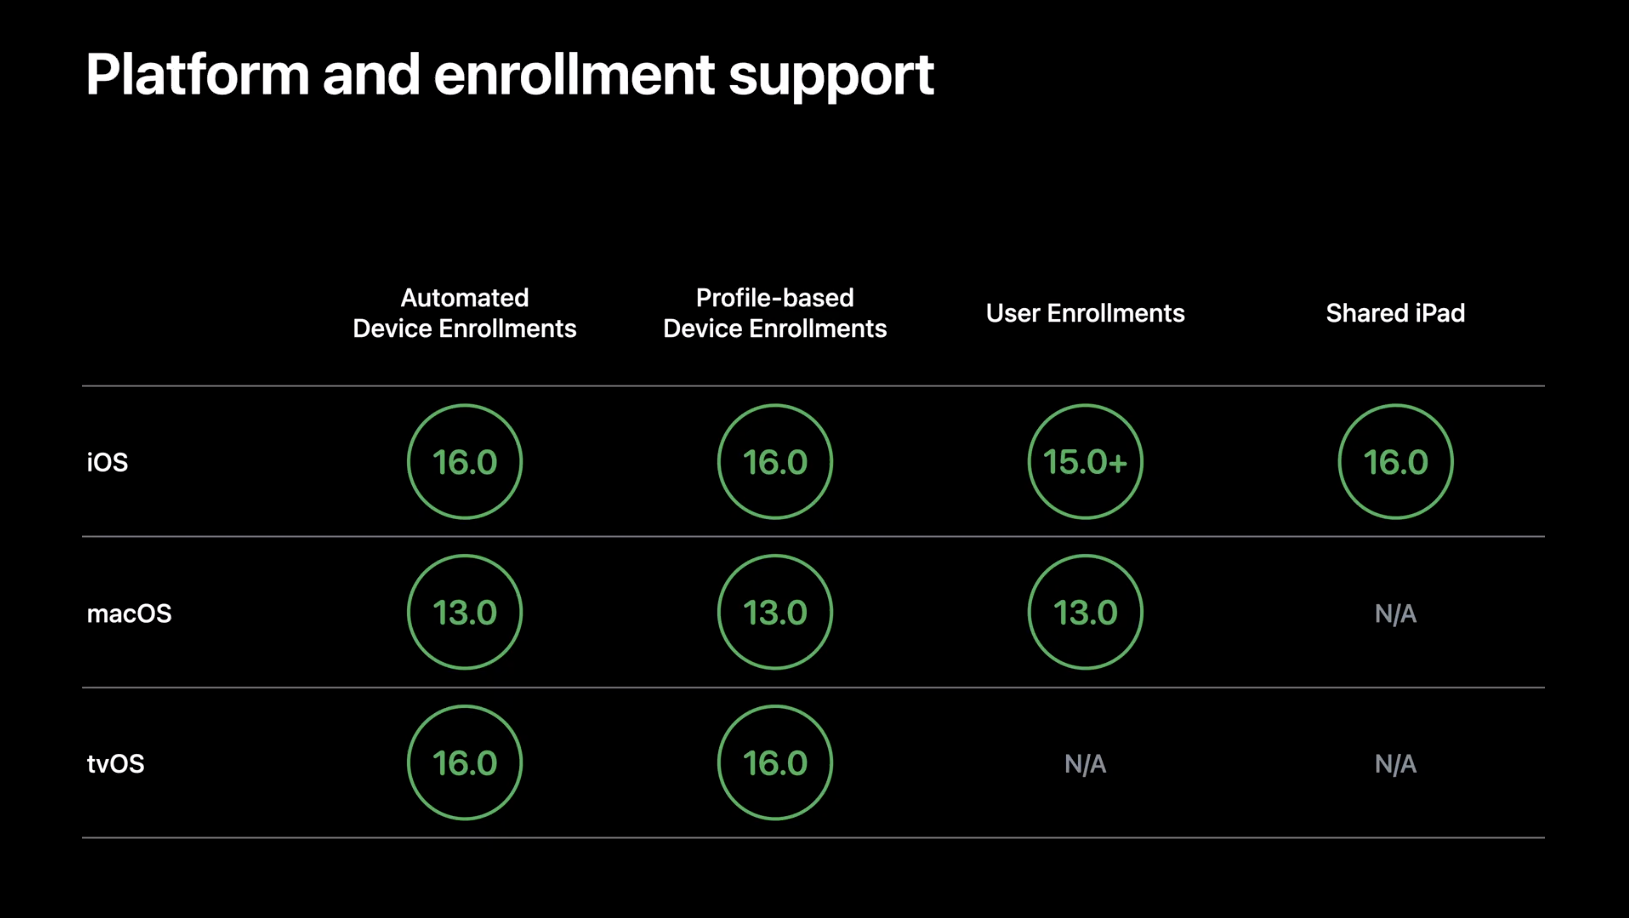 Platform and enrollment support
Automated
Device Enrollments
Profile-based
Device Enrollments
User Enrollments
Shared iPad
iOS
16.0
16.0
15.0+
16.0
macOS
13.0
13.0
13.0
N/A
tvOS
16.0
16.0
N/A
N/A